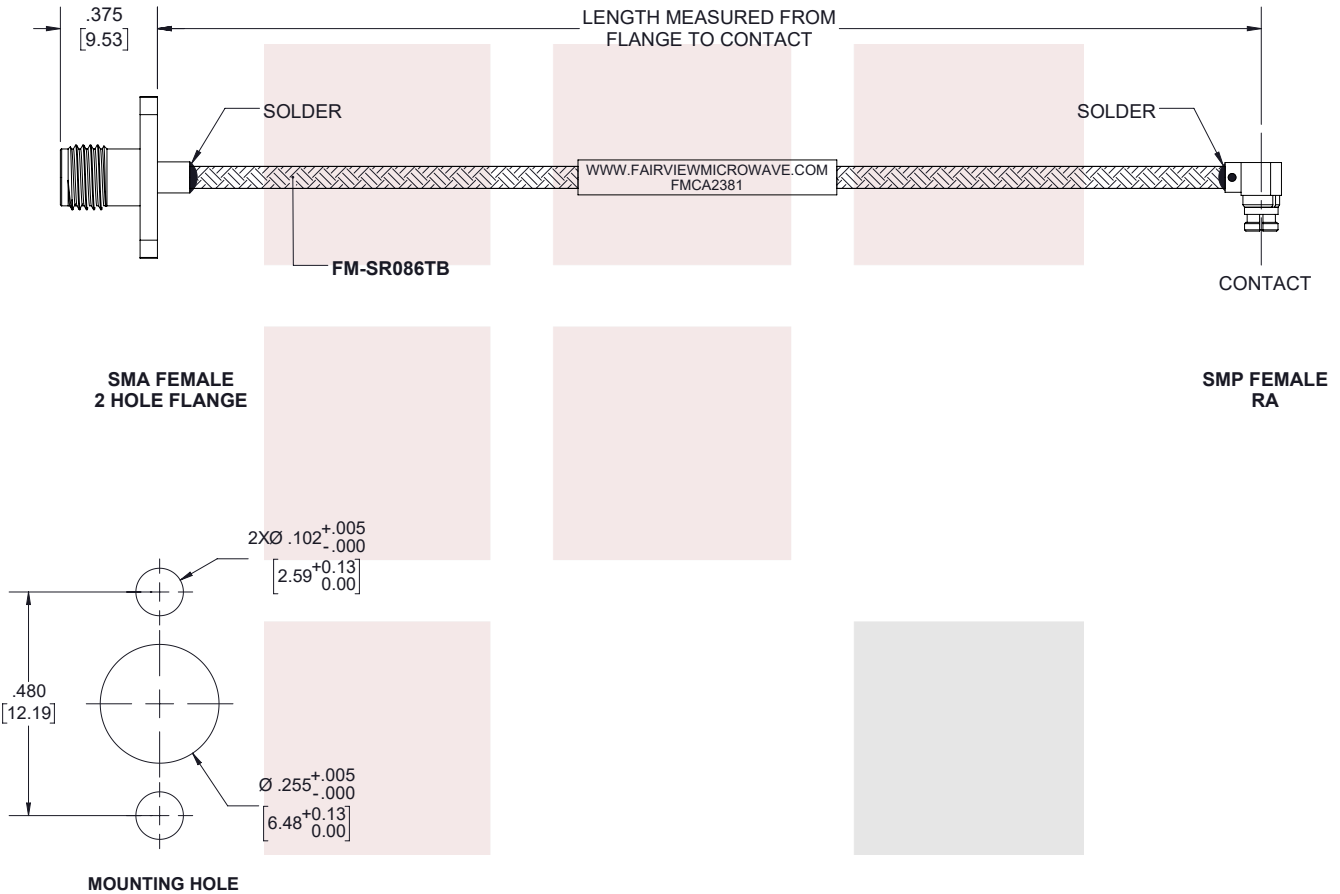 .375
[9.53]
LENGTH MEASURED FROM
FLANGE TO CONTACT
SOLDER
SOLDER
WWW.FAIRVIEWMICROWAVE.COM
FMCA2381
FM-SR086TB
CONTACT
SMA FEMALE
2 HOLE FLANGE
SMP FEMALE
RA
2XØ .102 +.005
-.000
[2.59 +0.13
0.00]
.480
[12.19]
Ø .255 +.005
-.000
[6.48 +0.13
0.00]
MOUNTING HOLE